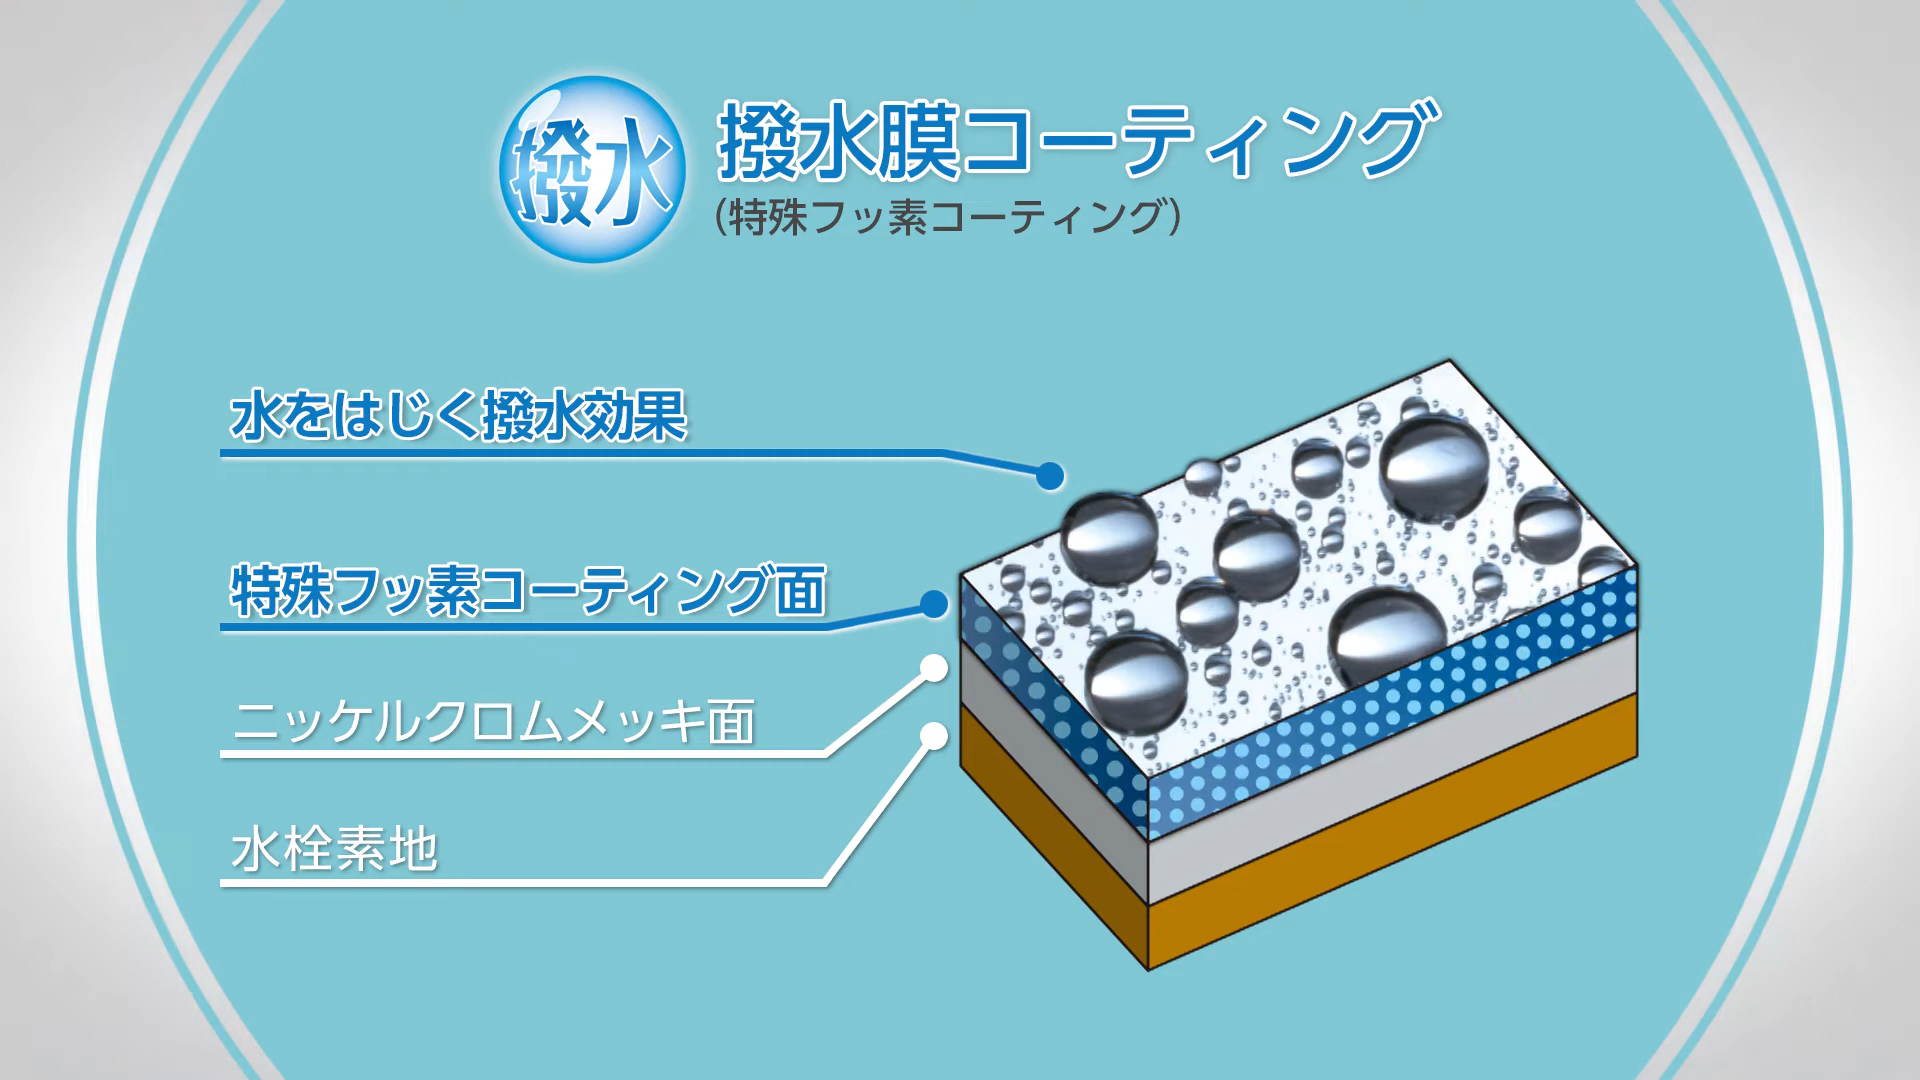 撥水
撥水膜コーティング
（特殊フッ素コーティング）
水をはじく撥水効果
特殊フッ素コーティング面
ニッケルクロムメッキ面
水栓素地